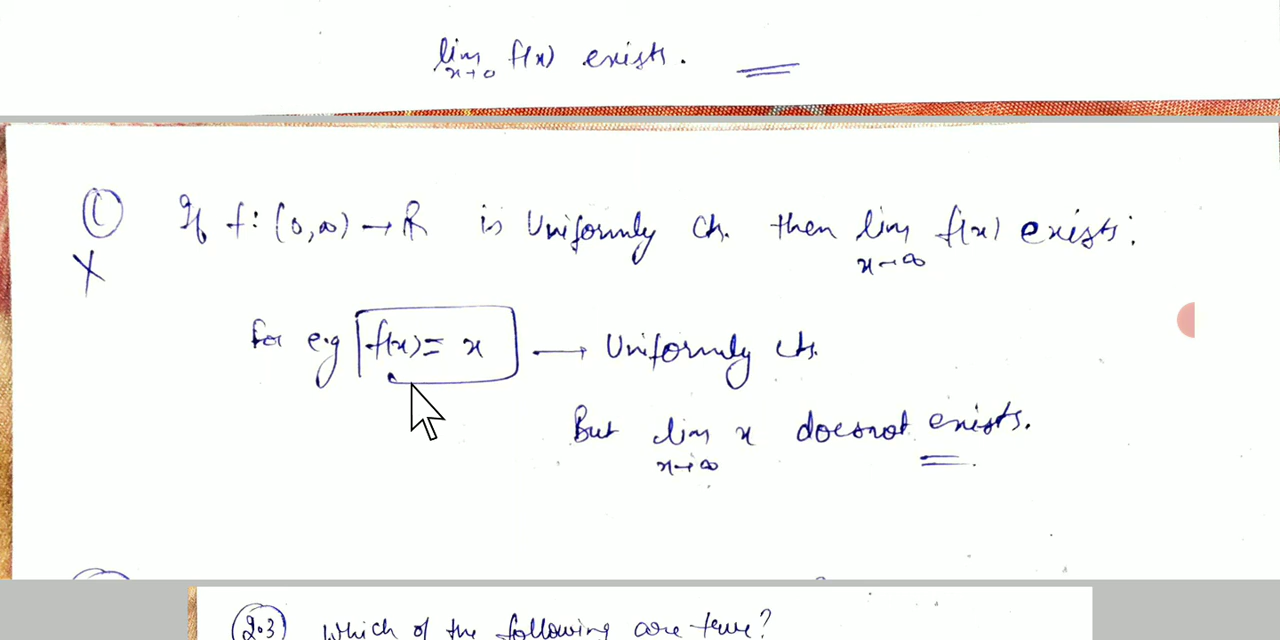 lim f(x) exists.
x→0
(C) If f: (0,∞) → R is Uniformly cts. then lim f(x) exists:
x→∞
X
For e.g f(x) = x → Uniformly cts.
But lim x doesnot exists.
x→∞
Q.3) Which of the following are true?